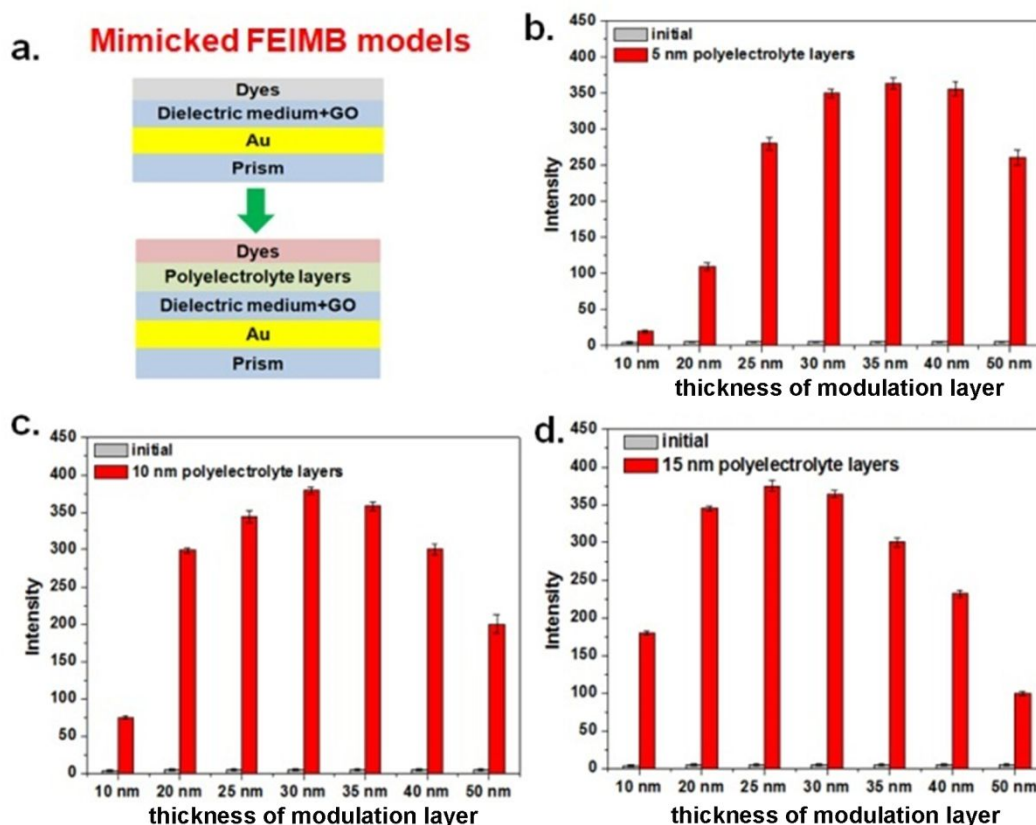 a. Mimicked FEIMB models
Dyes
Dielectric medium+GO
Au
Prism
Dyes
Polyelectrolyte layers
Dielectric medium+GO
Au
Prism
b.
initial
5 nm polyelectrolyte layers
450
400
350
300
250
200
150
100
50
0
Intensity
10 nm 20 nm 25 nm 30 nm 35 nm 40 nm 50 nm
thickness of modulation layer
c.
initial
10 nm polyelectrolyte layers
450
400
350
300
250
200
150
100
50
0
Intensity
10 nm 20 nm 25 nm 30 nm 35 nm 40 nm 50 nm
thickness of modulation layer
d.
initial
15 nm polyelectrolyte layers
450
400
350
300
250
200
150
100
50
0
Intensity
10 nm 20 nm 25 nm 30 nm 35 nm 40 nm 50 nm
thickness of modulation layer